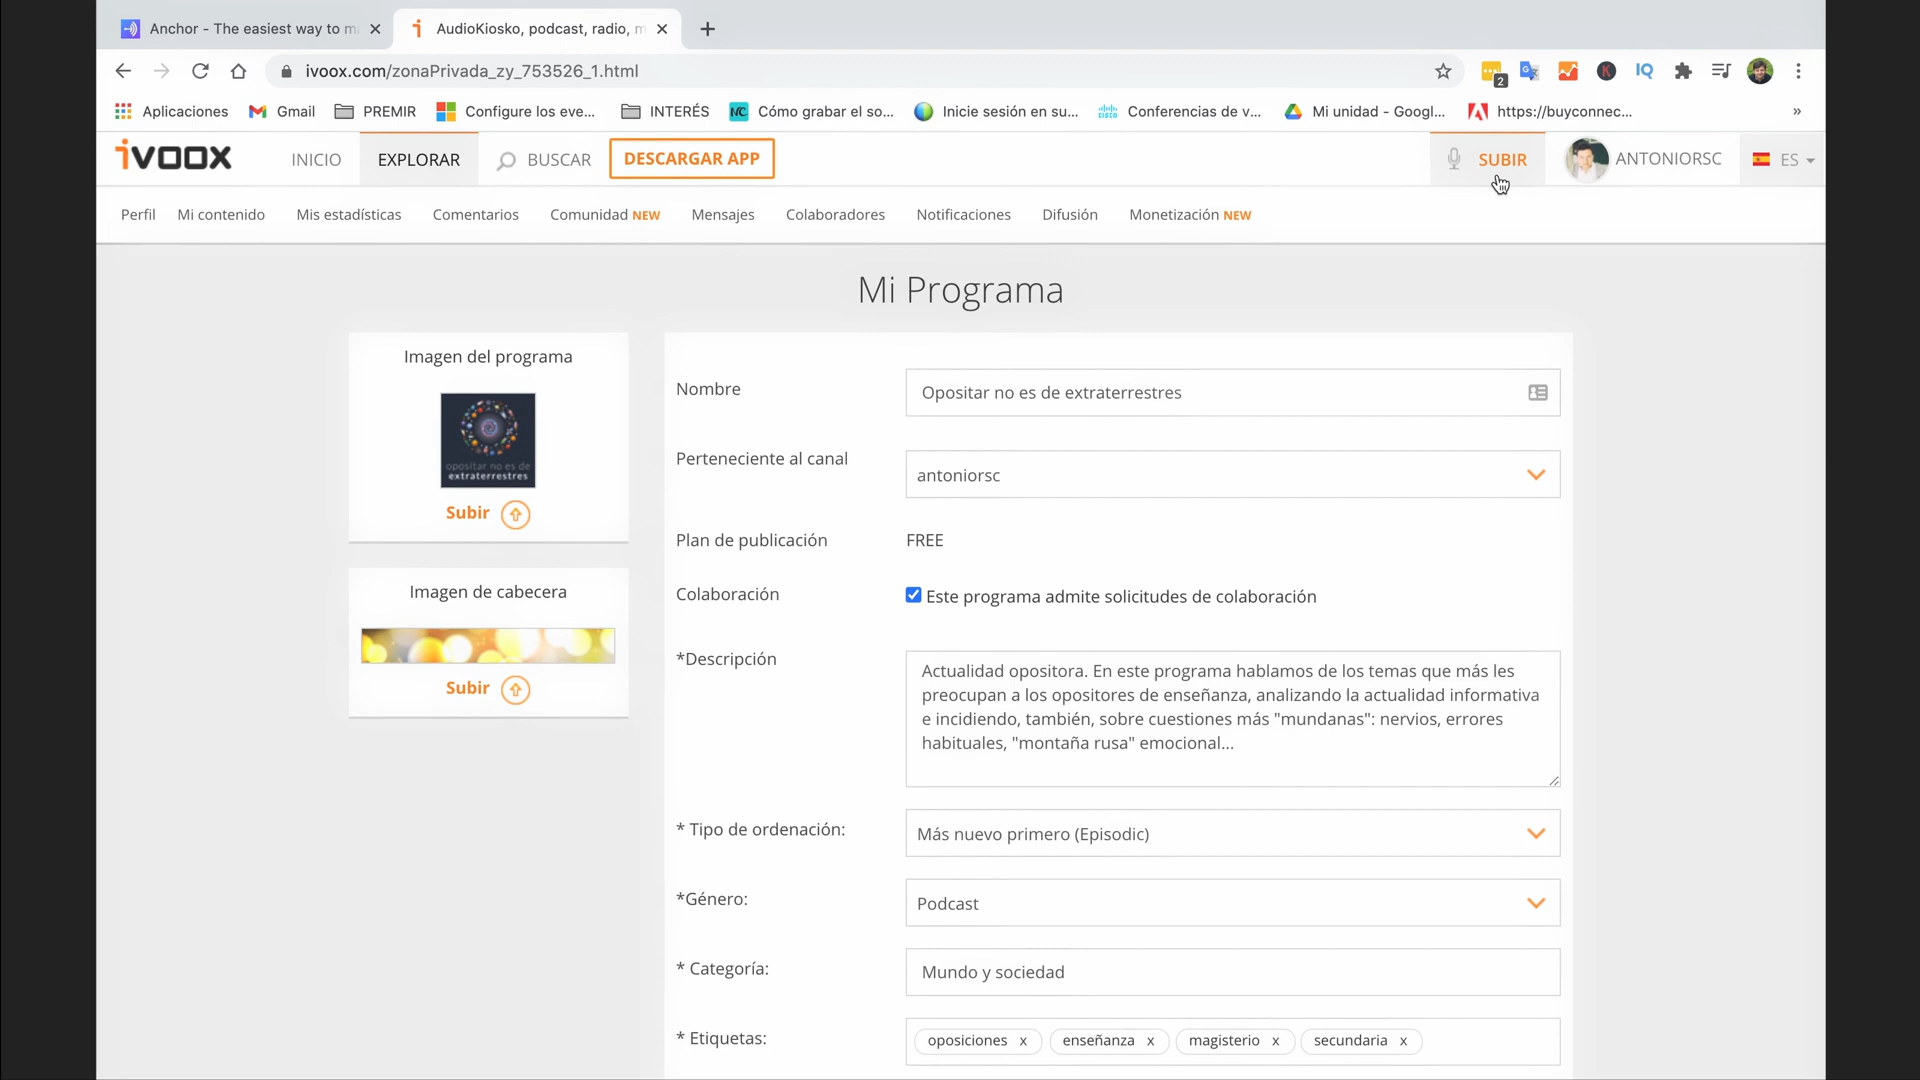 Anchor - The easiest way to m
AudioKiosko, podcast, radio, m
ivoox.com/zonaPrivada_zy_753526_1.html
2
K
IQ
Aplicaciones
Gmail
PREMIR
Configure los eve...
INTERÉS
NC
Cómo grabar el so...
Inicie sesión en su...
CISCO
Conferencias de v...
Mi unidad - Googl...
https://buyconnec...
»
ivoox
INICIO
EXPLORAR
BUSCAR
DESCARGAR APP
SUBIR
ANTONIORSC
ES
Perfil
Mi contenido
Mis estadísticas
Comentarios
Comunidad NEW
Mensajes
Colaboradores
Notificaciones
Difusión
Monetización NEW
Mi Programa
Imagen del programa
opositar no es de
extraterrestres
Subir
Imagen de cabecera
Subir
Nombre
Opositar no es de extraterrestres
Perteneciente al canal
antoniorsc
Plan de publicación
FREE
Colaboración
Este programa admite solicitudes de colaboración
*Descripción
Actualidad opositora. En este programa hablamos de los temas que más les
preocupan a los opositores de enseñanza, analizando la actualidad informativa
e incidiendo, también, sobre cuestiones más "mundanas": nervios, errores
habituales, "montaña rusa" emocional...
* Tipo de ordenación:
Más nuevo primero (Episodic)
*Género:
Podcast
* Categoría:
Mundo y sociedad
* Etiquetas:
oposiciones x
enseñanza x
magisterio x
secundaria x